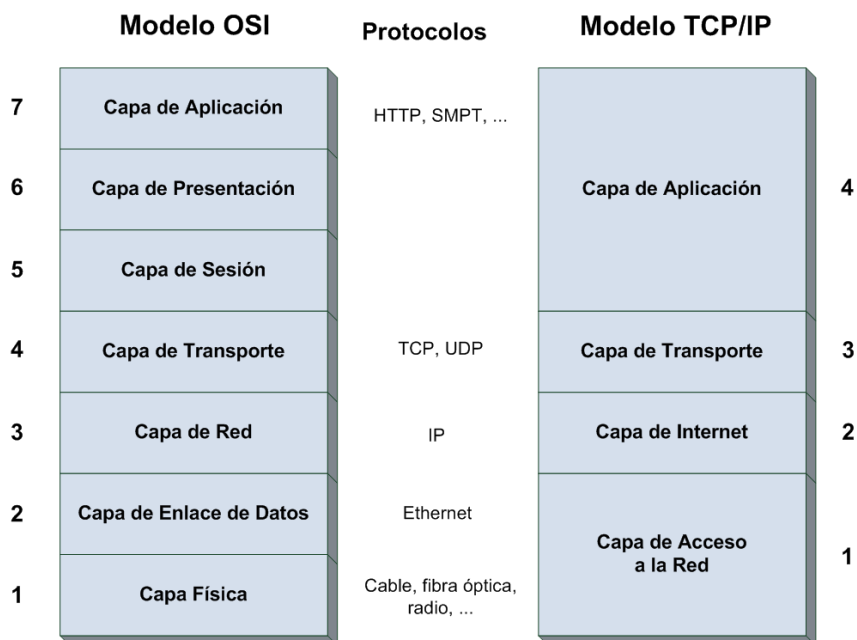 Modelo OSI
Protocolos
Modelo TCP/IP
7
Capa de Aplicación
HTTP, SMPT, ...
6
Capa de Presentación
Capa de Aplicación
4
5
Capa de Sesión
4
Capa de Transporte
TCP, UDP
Capa de Transporte
3
3
Capa de Red
IP
Capa de Internet
2
2
Capa de Enlace de Datos
Ethernet
Capa de Acceso
a la Red
1
1
Capa Física
Cable, fibra óptica,
radio, ...